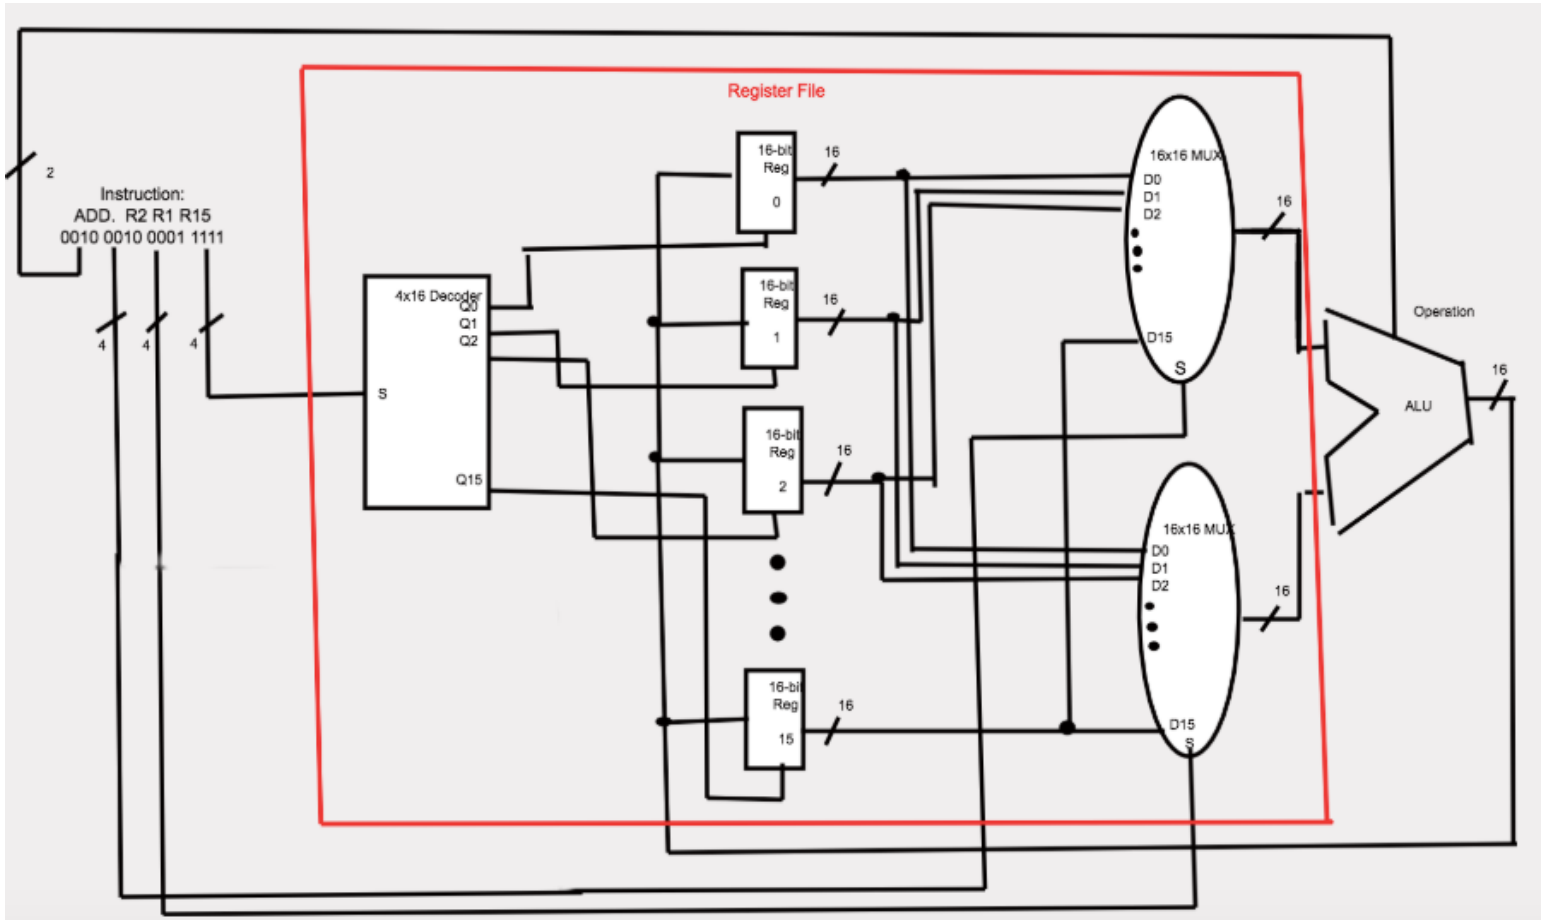 Register File
2
Instruction:
ADD. R2 R1 R15
0010 0010 0001 1111
4
4
4
4x16 Decoder
Q0
Q1
Q2
S
Q15
16-bit
Reg
0
16
16-bit
Reg
1
16
16-bit
Reg
2
16
16-bit
Reg
15
16
16x16 MUX
D0
D1
D2
D15
S
16
16x16 MUX
D0
D1
D2
D15
S
16
Operation
ALU
16